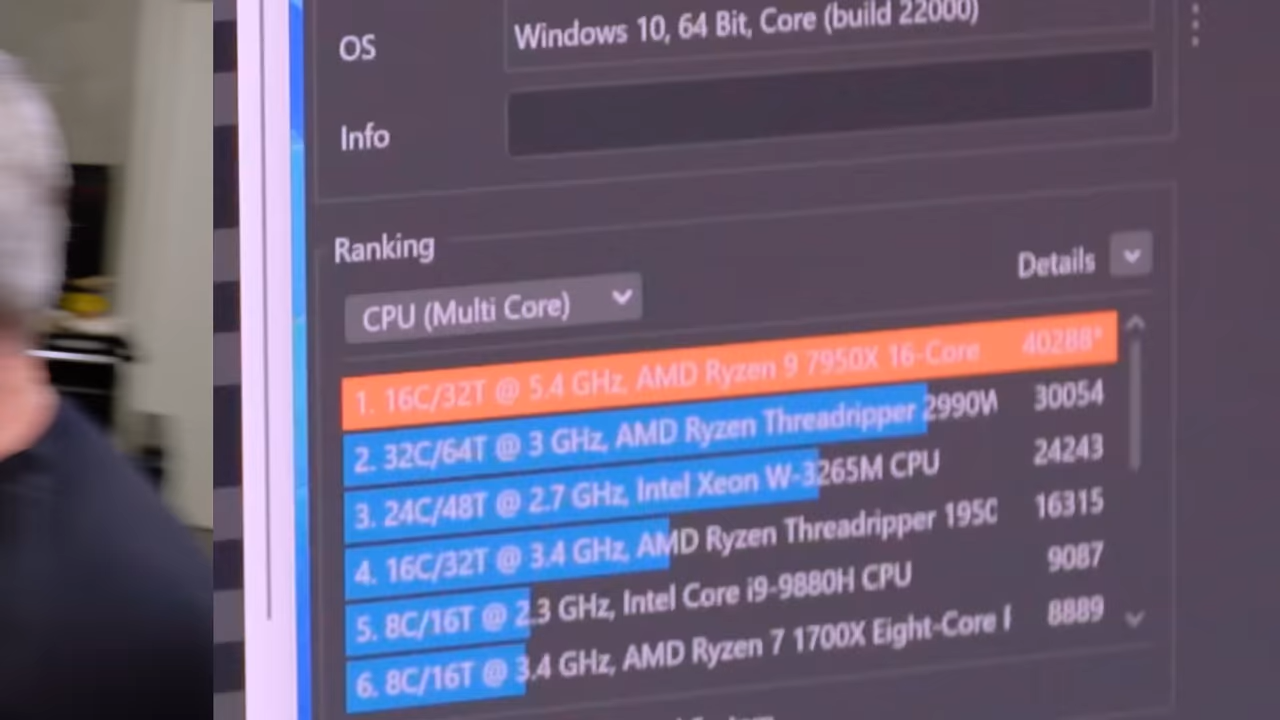 OS
Windows 10, 64 Bit, Core (build 22000)
Info
Ranking
Details
CPU (Multi Core)
1. 16C/32T @ 5.4 GHz, AMD Ryzen 9 7950X 16-Core 40288*
2. 32C/64T @ 3 GHz, AMD Ryzen Threadripper 2990W 30054
3. 24C/48T @ 2.7 GHz, Intel Xeon W-3265M CPU 24243
4. 16C/32T @ 3.4 GHz, AMD Ryzen Threadripper 1950 16315
5. 8C/16T @ 2.3 GHz, Intel Core i9-9880H CPU 9087
6. 8C/16T @ 3.4 GHz, AMD Ryzen 7 1700X Eight-Core 8889